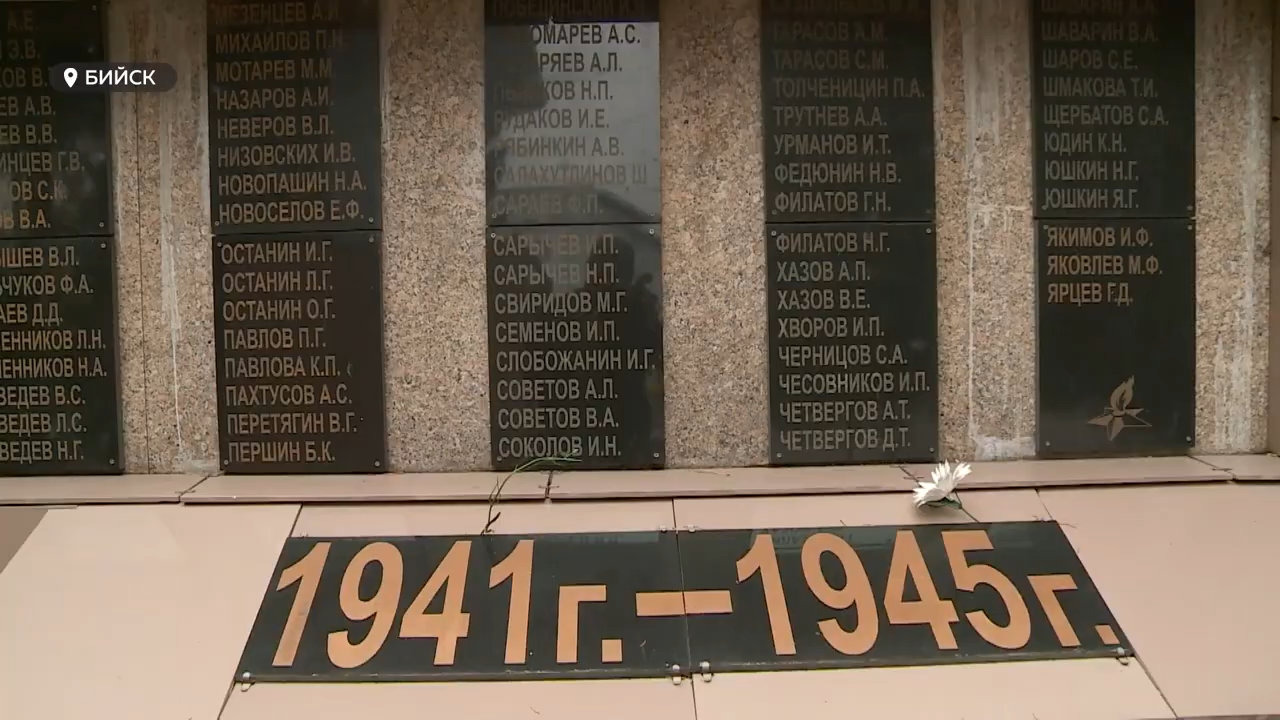 БИЙСК
А.Е.
Э.В.
В.
А.В.
В.В.
Г.В.
С.К.
В.А.
В.Л.
Ф.А.
Д.Д.
Л.Н.
Н.А.
В.С.
Л.С.
Н.Г.
МЕЗЕНЦЕВ А.И.
МИХАЙЛОВ П.Н.
МОТАРЕВ М.М.
НАЗАРОВ А.И.
НЕВЕРОВ В.Л.
НИЗОВСКИХ И.В.
НОВОПАШИН Н.А.
НОВОСЕЛОВ Е.Ф.
ОСТАНИН И.Г.
ОСТАНИН Л.Г.
ОСТАНИН О.Г.
ПАВЛОВ П.Г.
ПАВЛОВА К.П.
ПАХТУСОВ А.С.
ПЕРЕТЯГИН В.Г.
ПЕРШИН Б.К.
А.С.
А.Л.
Н.П.
РУДАКОВ И.Е.
РЯБИНКИН А.В.
САЛАХУТДИНОВ Ш
САРАЕВ Ф.П.
САРЫЧЕВ И.П.
САРЫЧЕВ Н.П.
СВИРИДОВ М.Г.
СЕМЕНОВ И.П.
СЛОБОЖАНИН И.Г.
СОВЕТОВ А.Л.
СОВЕТОВ В.А.
СОКОЛОВ И.Н.
ТАРАСОВ А.М.
ТАРАСОВ С.М.
ТОЛЧЕНИЦИН П.А.
ТРУТНЕВ А.А.
УРМАНОВ И.Т.
ФЕДЮНИН Н.В.
ФИЛАТОВ Г.Н.
ФИЛАТОВ Н.Г.
ХАЗОВ А.П.
ХАЗОВ В.Е.
ХВОРОВ И.П.
ЧЕРНИЦОВ С.А.
ЧЕСОВНИКОВ И.П.
ЧЕТВЕРГОВ А.Т.
ЧЕТВЕРГОВ Д.Т.
ШАВАРИН В.А.
ШАРОВ С.Е.
ШМАКОВА Т.И.
ЩЕРБАТОВ С.А.
ЮДИН К.Н.
ЮШКИН Н.Г.
ЮШКИН Я.Г.
ЯКИМОВ И.Ф.
ЯКОВЛЕВ М.Ф.
ЯРЦЕВ Г.Д.
1941г.–1945г.